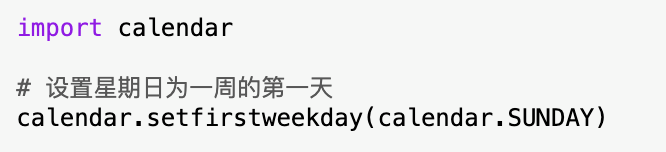 import calendar
# 设置星期日为一周的第一天
calendar.setfirstweekday(calendar.SUNDAY)